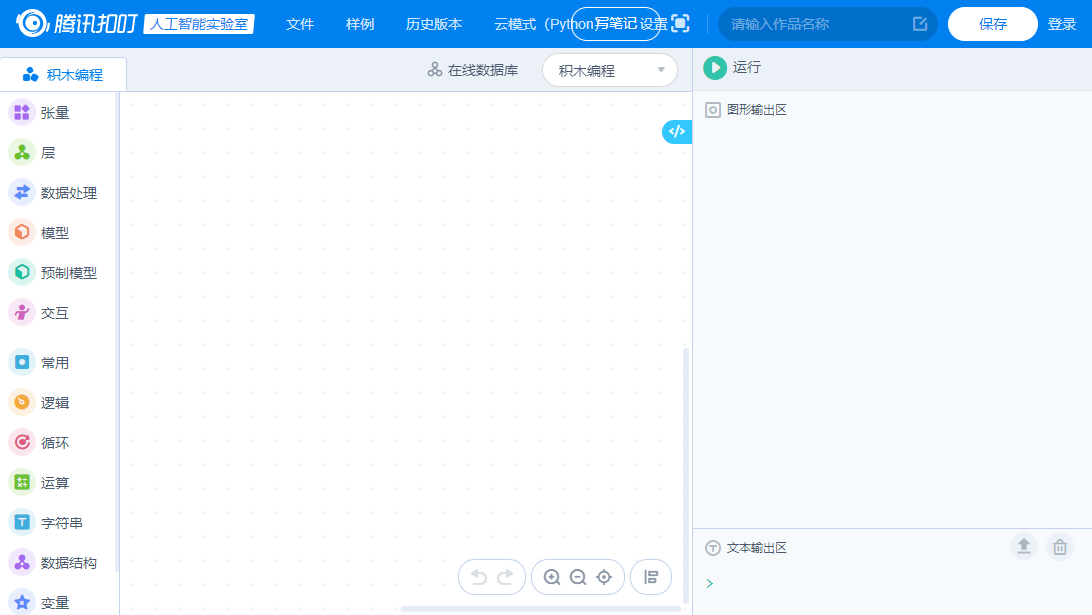 腾讯扣叮 人工智能实验室 文件 样例 历史版本 云模式（Python 写笔记 设置 请输入作品名称 保存 登录
积木编程 在线数据库 积木编程 运行
图形输出区
张量
层
数据处理
模型
预制模型
交互
常用
逻辑
循环
运算
字符串
数据结构
变量
文本输出区
>